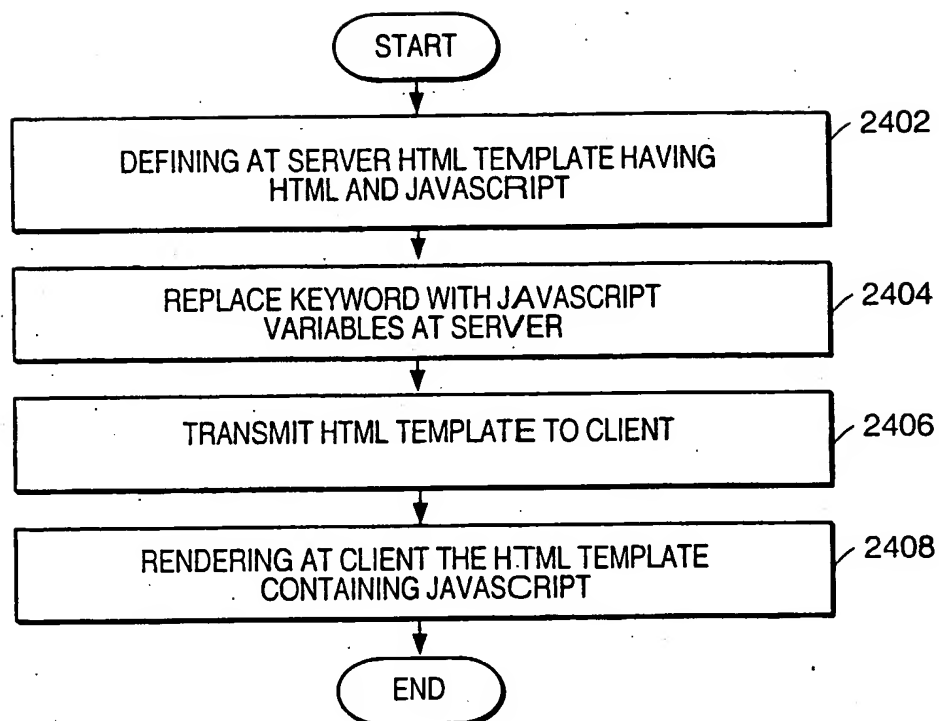 START
DEFINING AT SERVER HTML TEMPLATE HAVING
HTML AND JAVASCRIPT
2402
REPLACE KEYWORD WITH JAVASCRIPT
VARIABLES AT SERVER
2404
TRANSMIT HTML TEMPLATE TO CLIENT
2406
RENDERING AT CLIENT THE HTML TEMPLATE
CONTAINING JAVASCRIPT
2408
END